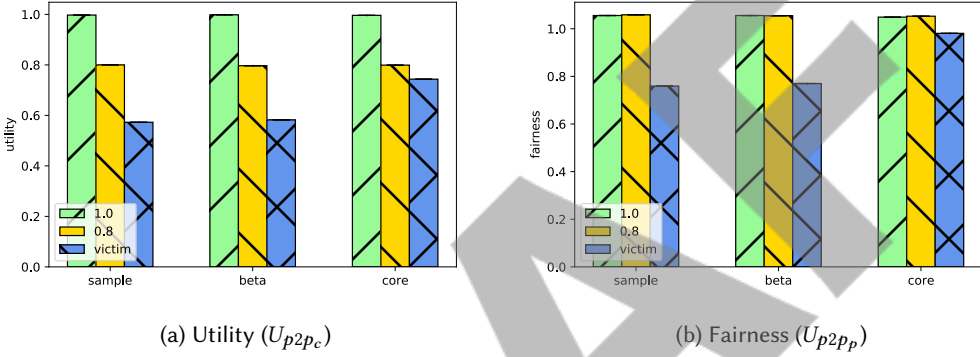 1.0
0.8
0.6
0.4
0.2
0.0
utility
1.0
0.8
victim
sample
beta
core
(a) Utility (U_{p2p_c})
1.0
0.8
0.6
0.4
0.2
0.0
fairness
1.0
0.8
victim
sample
beta
core
(b) Fairness (U_{p2p_p})